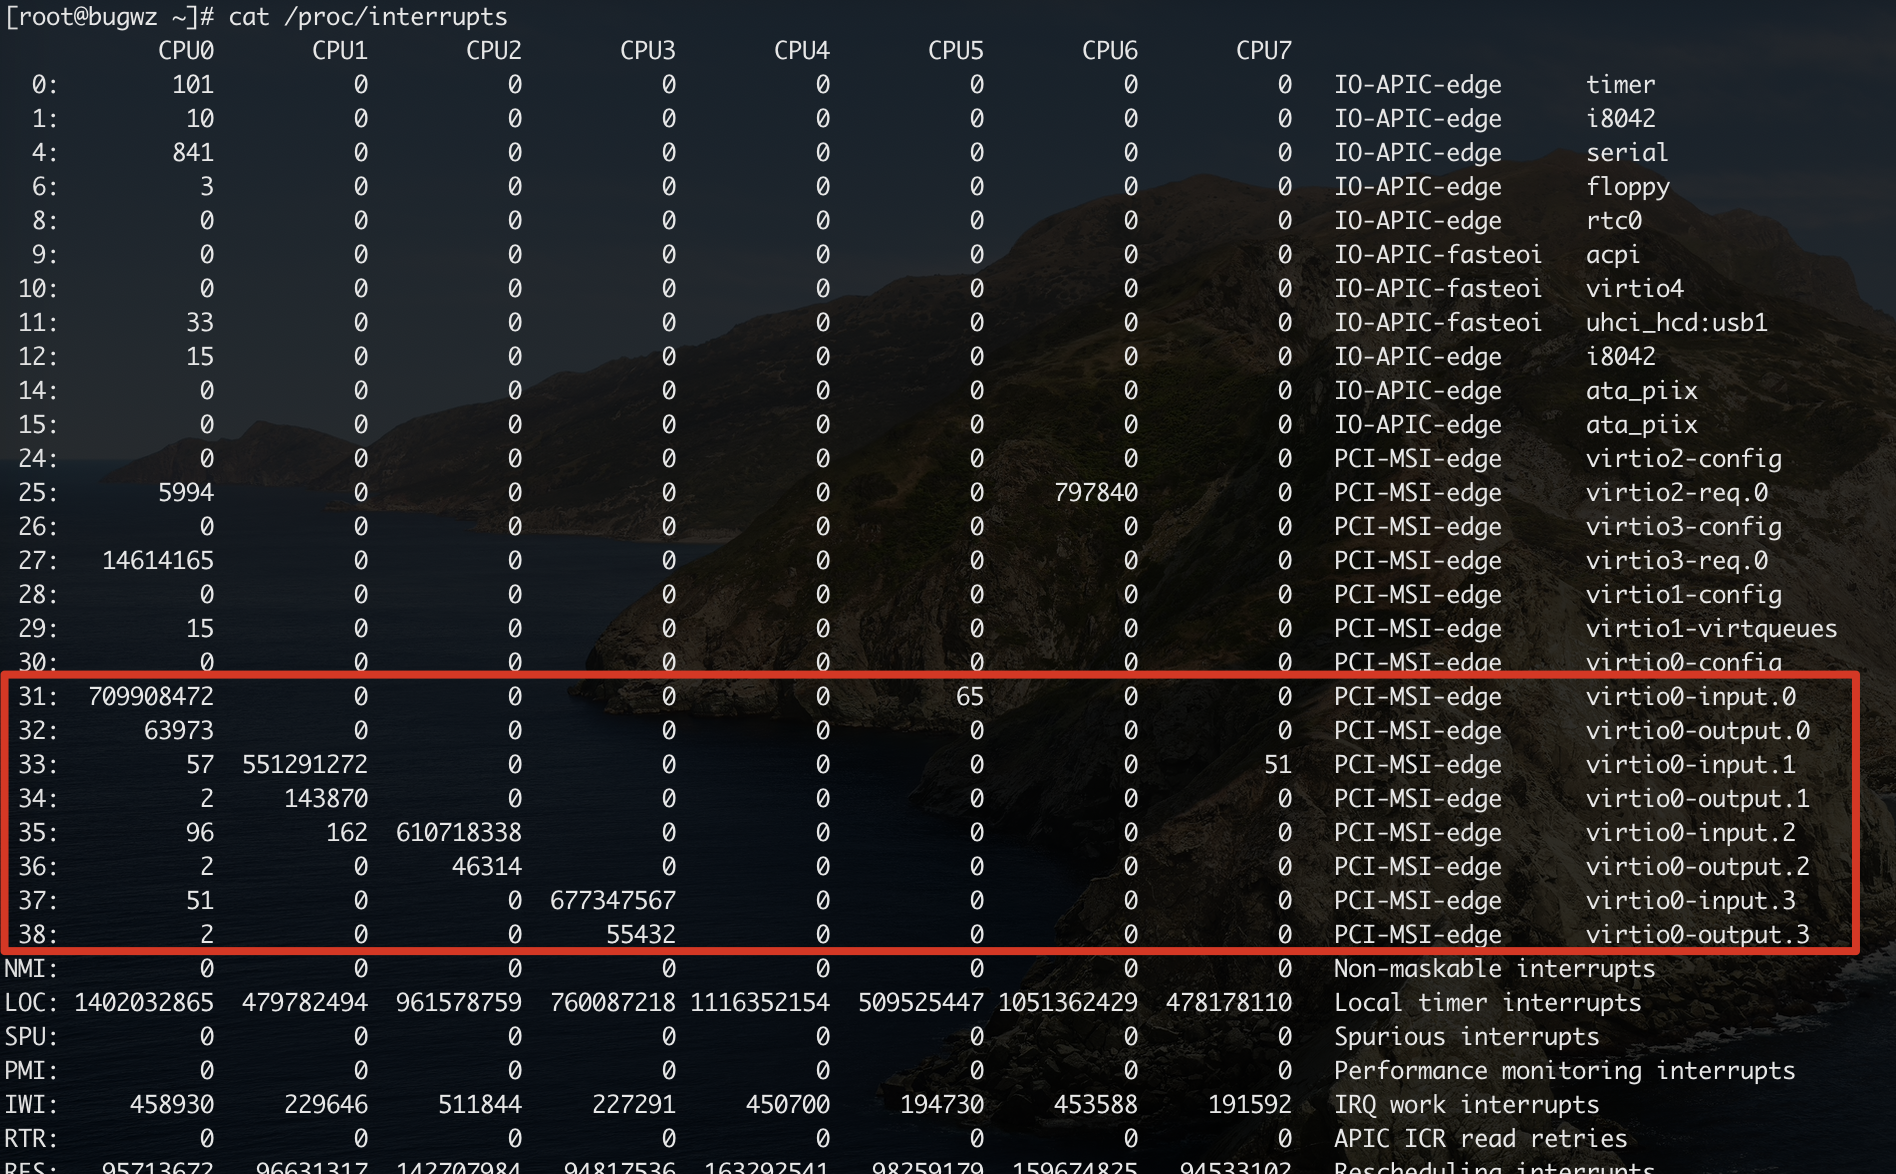 [root@bugwz ~]# cat /proc/interrupts
CPU0 CPU1 CPU2 CPU3 CPU4 CPU5 CPU6 CPU7
0: 101 0 0 0 0 0 0 0 IO-APIC-edge timer
1: 10 0 0 0 0 0 0 0 IO-APIC-edge i8042
4: 841 0 0 0 0 0 0 0 IO-APIC-edge serial
6: 3 0 0 0 0 0 0 0 IO-APIC-edge floppy
8: 0 0 0 0 0 0 0 0 IO-APIC-edge rtc0
9: 0 0 0 0 0 0 0 0 IO-APIC-fasteoi acpi
10: 0 0 0 0 0 0 0 0 IO-APIC-fasteoi virtio4
11: 33 0 0 0 0 0 0 0 IO-APIC-fasteoi uhci_hcd:usb1
12: 15 0 0 0 0 0 0 0 IO-APIC-edge i8042
14: 0 0 0 0 0 0 0 0 IO-APIC-edge ata_piix
15: 0 0 0 0 0 0 0 0 IO-APIC-edge ata_piix
24: 0 0 0 0 0 0 0 0 PCI-MSI-edge virtio2-config
25: 5994 0 0 0 0 0 797840 0 PCI-MSI-edge virtio2-req.0
26: 0 0 0 0 0 0 0 0 PCI-MSI-edge virtio3-config
27: 14614165 0 0 0 0 0 0 0 PCI-MSI-edge virtio3-req.0
28: 0 0 0 0 0 0 0 0 PCI-MSI-edge virtio1-config
29: 15 0 0 0 0 0 0 0 PCI-MSI-edge virtio1-virtqueues
30: 0 0 0 0 0 0 0 0 PCI-MSI-edge virtio0-config
31: 709908472 0 0 0 0 65 0 0 PCI-MSI-edge virtio0-input.0
32: 63973 0 0 0 0 0 0 0 PCI-MSI-edge virtio0-output.0
33: 57 551291272 0 0 0 0 0 51 PCI-MSI-edge virtio0-input.1
34: 2 143870 0 0 0 0 0 0 PCI-MSI-edge virtio0-output.1
35: 96 162 610718338 0 0 0 0 0 PCI-MSI-edge virtio0-input.2
36: 2 0 46314 0 0 0 0 0 PCI-MSI-edge virtio0-output.2
37: 51 0 0 677347567 0 0 0 0 PCI-MSI-edge virtio0-input.3
38: 2 0 0 55432 0 0 0 0 PCI-MSI-edge virtio0-output.3
NMI: 0 0 0 0 0 0 0 0 Non-maskable interrupts
LOC: 1402032865 479782494 961578759 760087218 1116352154 509525447 1051362429 478178110 Local timer interrupts
SPU: 0 0 0 0 0 0 0 0 Spurious interrupts
PMI: 0 0 0 0 0 0 0 0 Performance monitoring interrupts
IWI: 458930 229646 511844 227291 450700 194730 453588 191592 IRQ work interrupts
RTR: 0 0 0 0 0 0 0 0 APIC ICR read retries
RES: 95713672 96631317 142707984 94817536 163292541 98259179 159674825 94533102 Rescheduling interrupts